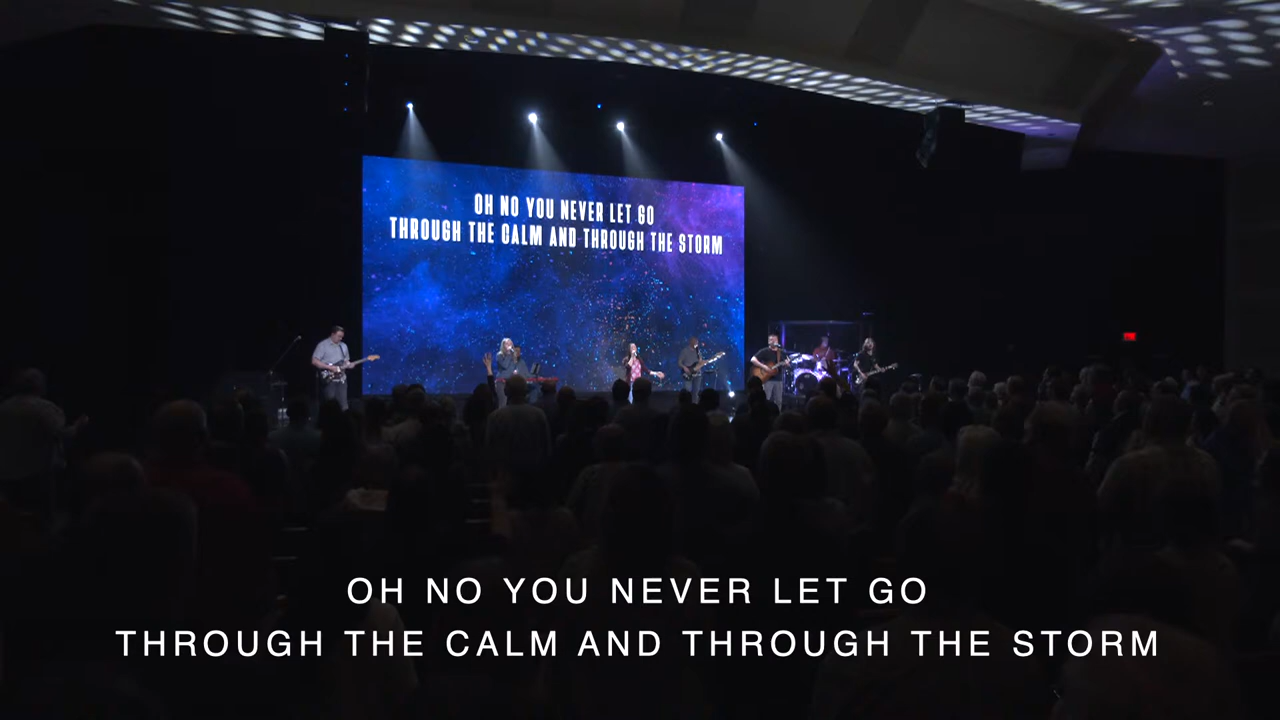 OH NO YOU NEVER LET GO
THROUGH THE CALM AND THROUGH THE STORM
OH NO YOU NEVER LET GO
THROUGH THE CALM AND THROUGH THE STORM